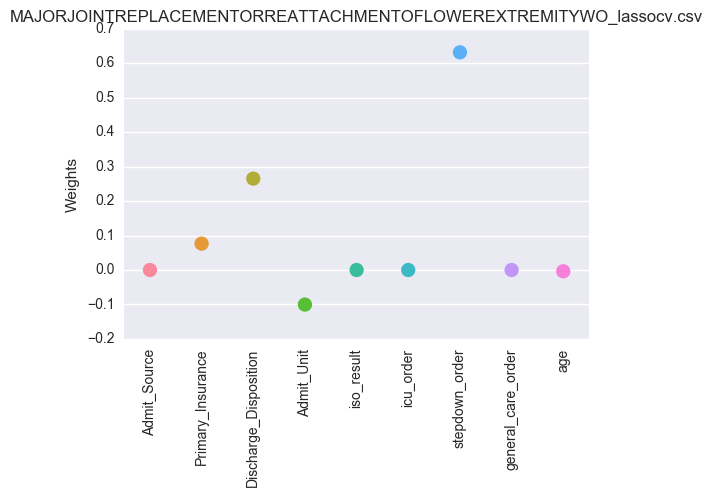 MAJORJOINTREPLACEMENTORREATTACHMENTOFLOWEREXTREMITYWO_lassocv.csv
0.7
0.6
0.5
0.4
0.3
0.2
0.1
0.0
−0.1
−0.2
Weights
Admit_Source
Primary_Insurance
Discharge_Disposition
Admit_Unit
iso_result
icu_order
stepdown_order
general_care_order
age